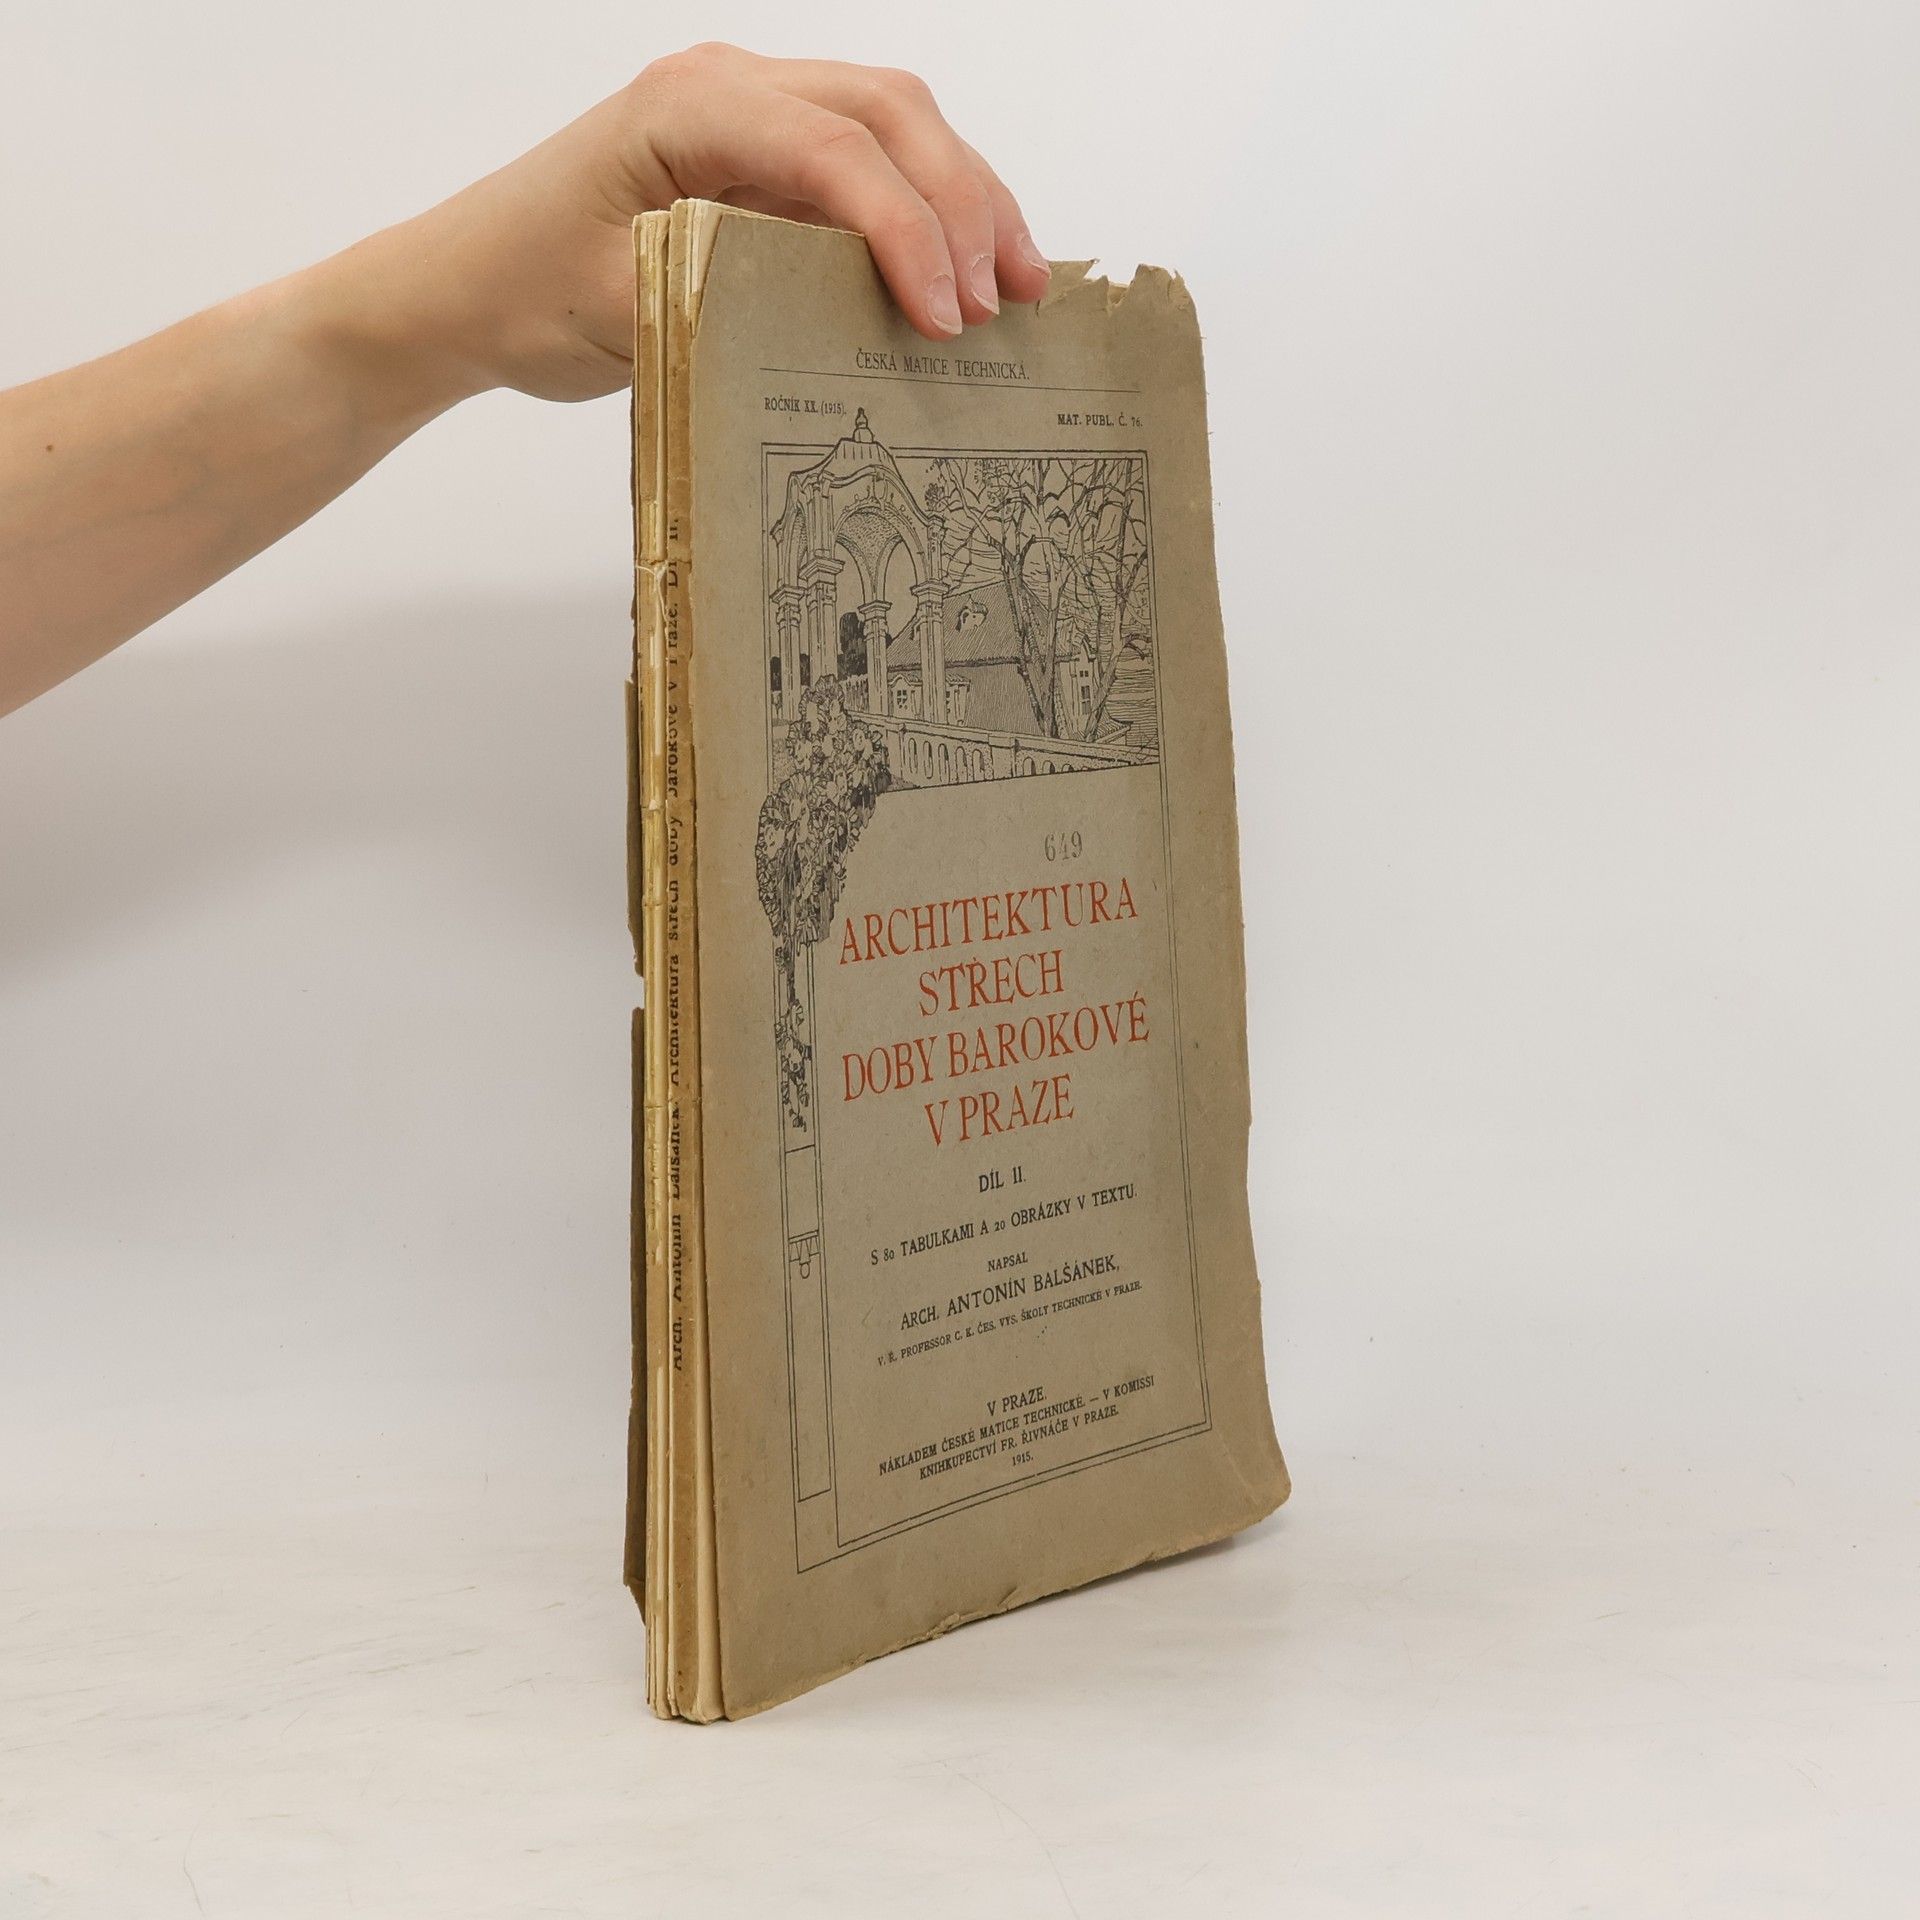 ČESKÁ MATICE TECHNICKÁ.
ROČNÍK XX. (1915).
MAT. PUBL. Č. 76.
649
ARCHITEKTURA
STŘECH
DOBY BAROKOVÉ
V PRAZE
DÍL II.
S 80 TABULKAMI A 20 OBRÁZKY V TEXTU.
NAPSAL
ARCH. ANTONÍN BALŠÁNEK,
V. Ř. PROFESSOR C. K. ČES. VYS. ŠKOLY TECHNICKÉ V PRAZE.
V PRAZE.
NÁKLADEM ČESKÉ MATICE TECHNICKÉ. — V KOMISSI
KNIHKUPECTVÍ FR. ŘIVNÁČE V PRAZE.
1915.
Arch. Antonín Balšánek: Architektura střech doby barokové v Praze. Díl II.